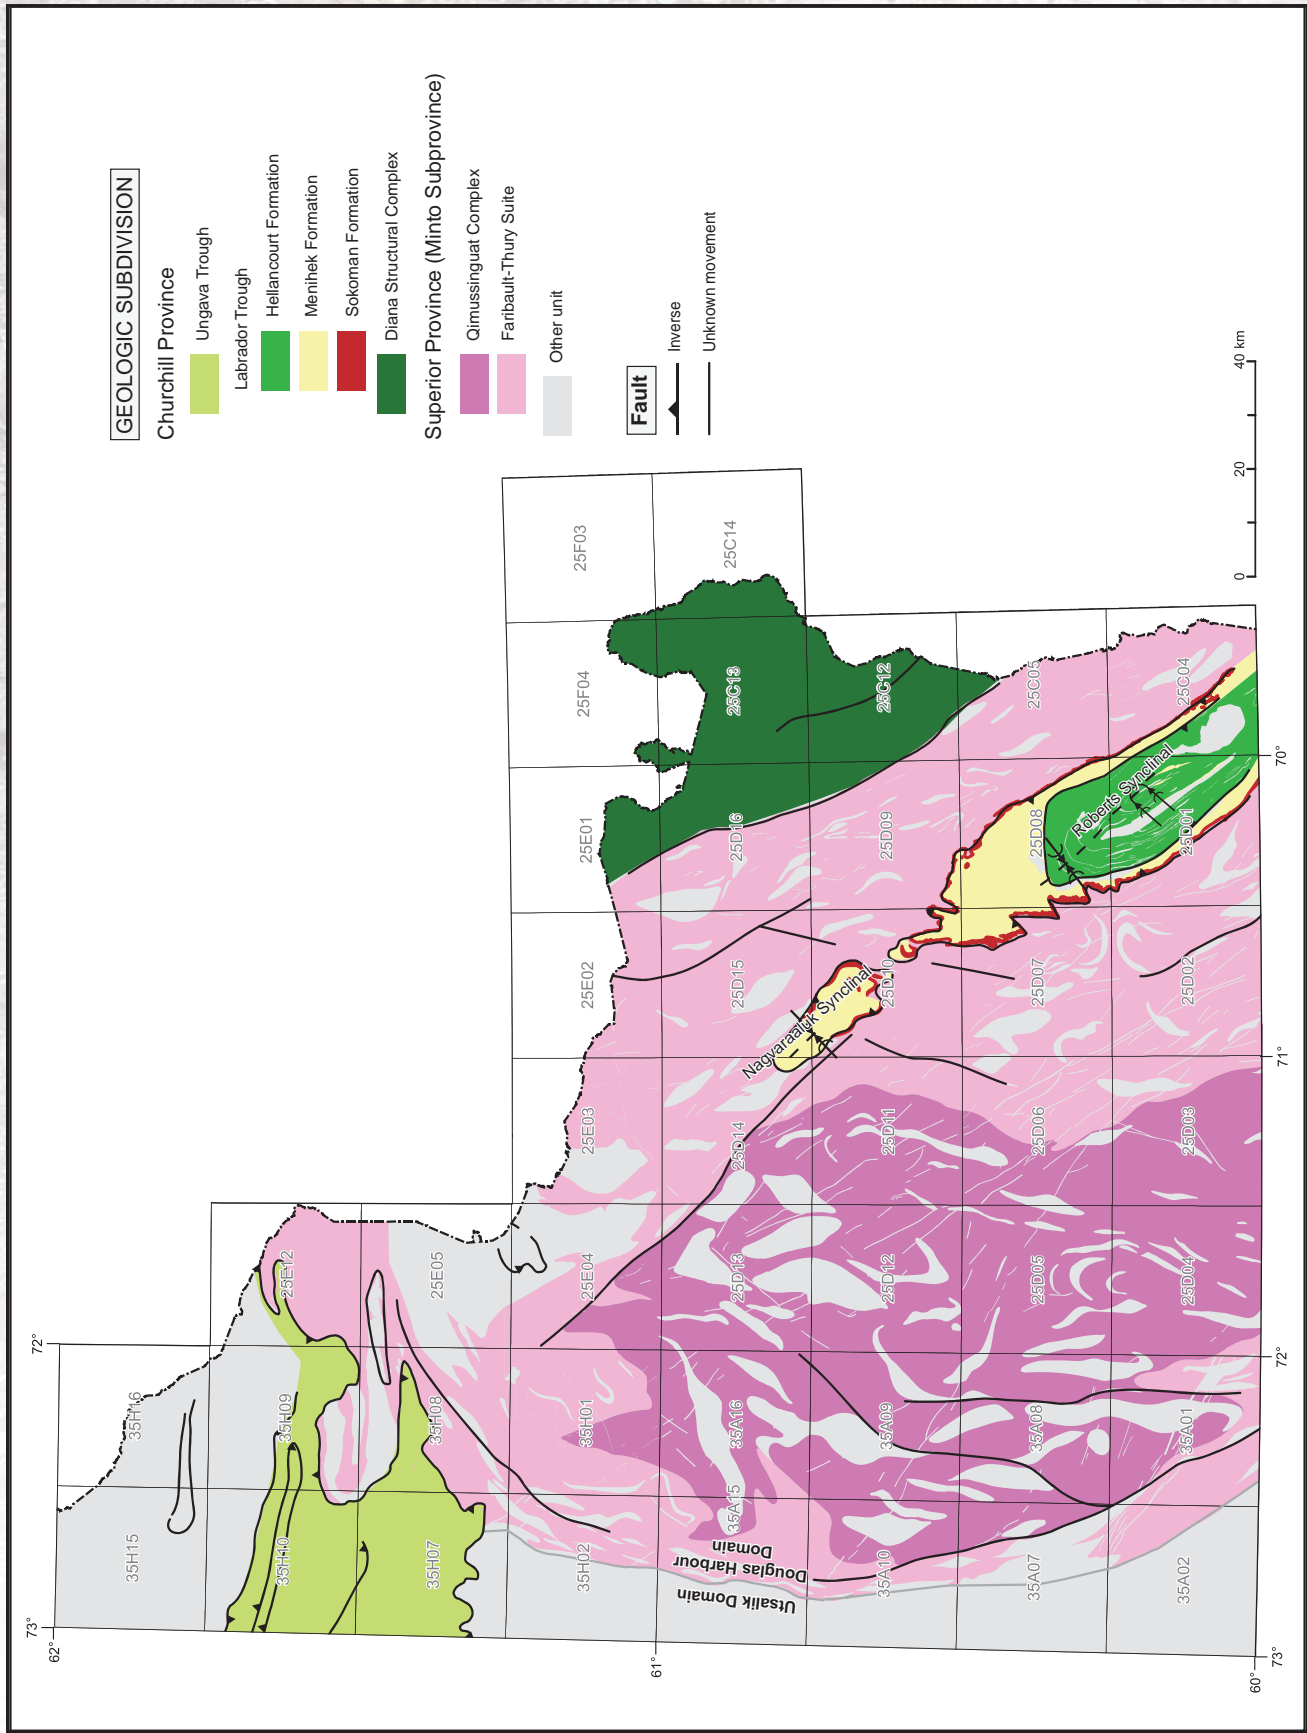 GEOLOGIC SUBDIVISION
Churchill Province
Ungava Trough
Labrador Trough
Hellancourt Formation
Menihek Formation
Sokoman Formation
Diana Structural Complex
Superior Province (Minto Subprovince)
Qimussinguat Complex
Faribault-Thury Suite
Other unit
Fault
Inverse
Unknown movement
0 20 40 km
73°
72°
62°
61°
60°
73°
72°
71°
70°
35H15
35H16
35H10
35H09
25E12
35H07
35H08
25E05
35H02
35H01
25E04
25E03
25E02
25E01
25F04
25F03
35A15
35A16
25D13
25D14
25D15
25D16
25C13
25C14
35A10
35A09
25D12
25D11
25D10
25D09
25C12
35A07
35A08
25D05
25D06
25D07
25D08
25C05
35A02
35A01
25D04
25D03
25D02
25D01
25C04
Nagvaraaluk Synclinal
Roberts Synclinal
Utsalik Domain
Douglas Harbour
Domain